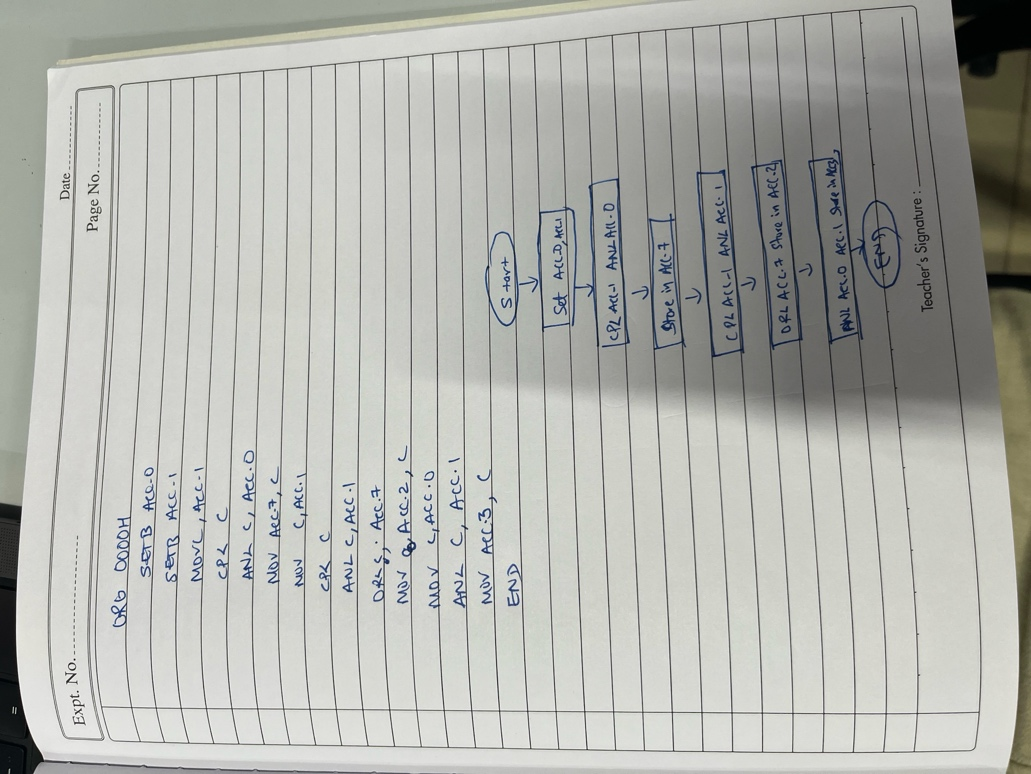 Expt. No.
Date
Page No.
ORG 0000H
SETB ACC.0
SETB ACC.1
MOV C, ACC.1
CPL C
ANL C, ACC.0
MOV ACC.7, C
MOV C, ACC.1
CPL C
ANL C, ACC.1
ORL C, ACC.7
MOV ACC.2, C
MOV C, ACC.0
ANL C, ACC.1
MOV ACC.3, C
END
Start
Set ACC.0, ACC.1
CPL ACC.1 ANL ACC.0
Store in ACC.7
CPL ACC.1 ANL ACC.1
ORL ACC.7 Store in ACC.2
ANL ACC.0 ACC.1 Store in ACC.3
END
Teacher's Signature :